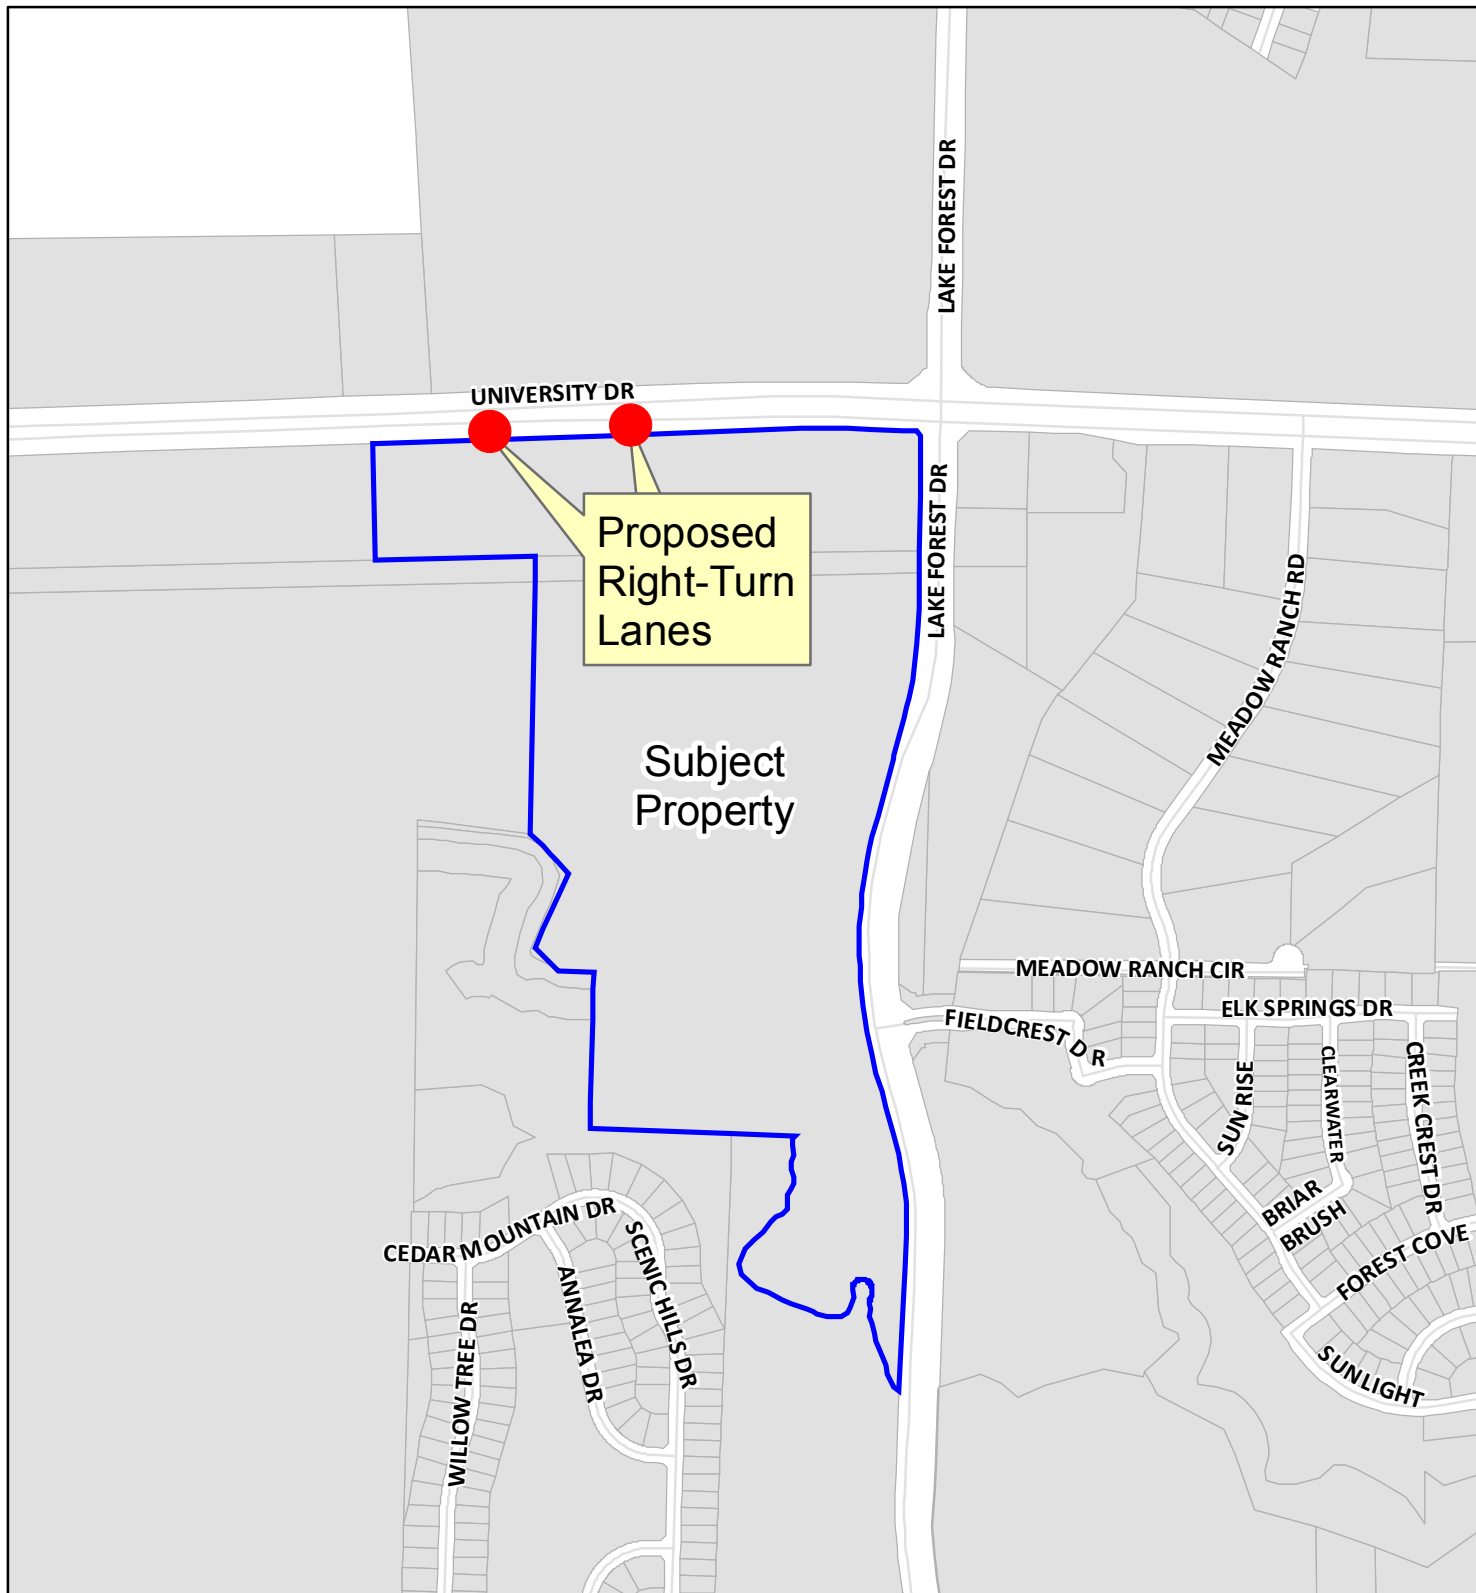 LAKE FOREST DR
UNIVERSITY DR
LAKE FOREST DR
Proposed
Right-Turn
Lanes
MEADOW RANCH RD
Subject
Property
MEADOW RANCH CIR
ELK SPRINGS DR
FIELDCREST DR
SUN RISE
CLEARWATER
CREEK CREST DR
BRIAR
BRUSH
FOREST COVE
CEDAR MOUNTAIN DR
SCENIC HILLS DR
ANNALEA DR
WILLOW TREE DR
SUNLIGHT